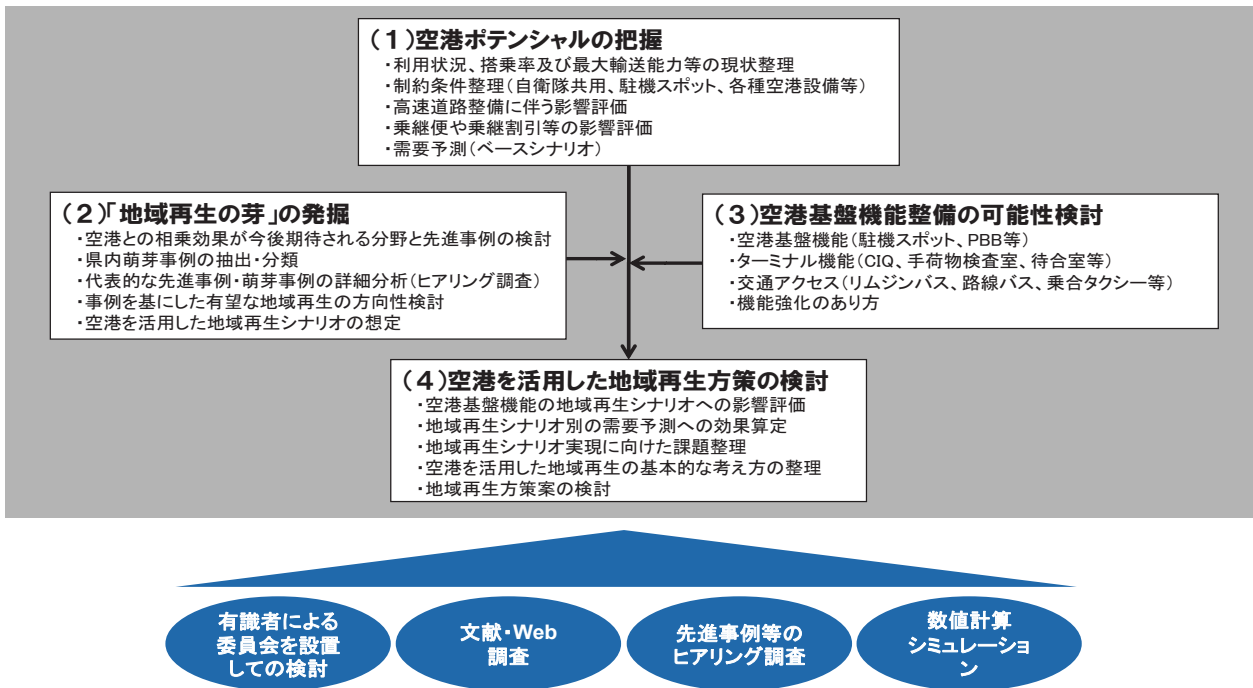 (1)空港ポテンシャルの把握
・利用状況、搭乗率及び最大輸送能力等の現状整理
・制約条件整理(自衛隊共用、駐機スポット、各種空港設備等)
・高速道路整備に伴う影響評価
・乗継便や乗継割引等の影響評価
・需要予測(ベースシナリオ)
(2)「地域再生の芽」の発掘
・空港との相乗効果が今後期待される分野と先進事例の検討
・県内萌芽事例の抽出・分類
・代表的な先進事例・萌芽事例の詳細分析(ヒアリング調査)
・事例を基にした有望な地域再生の方向性検討
・空港を活用した地域再生シナリオの想定
(3)空港基盤機能整備の可能性検討
・空港基盤機能(駐機スポット、PBB等)
・ターミナル機能(CIQ、手荷物検査室、待合室等)
・交通アクセス(リムジンバス、路線バス、乗合タクシー等)
・機能強化のあり方
(4)空港を活用した地域再生方策の検討
・空港基盤機能の地域再生シナリオへの影響評価
・地域再生シナリオ別の需要予測への効果算定
・地域再生シナリオ実現に向けた課題整理
・空港を活用した地域再生の基本的な考え方の整理
・地域再生方策案の検討
有識者による
委員会を設置
しての検討
文献・Web
調査
先進事例等の
ヒアリング調査
数値計算
シミュレーショ
ン